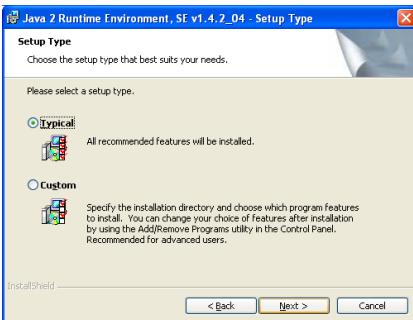 Java 2 Runtime Environment, SE v1.4.2_04 - Setup Type
Setup Type
Choose the setup type that best suits your needs.
Please select a setup type.
Typical
All recommended features will be installed.
Custom
Specify the installation directory and choose which program features
to install. You can change your choice of features after installation
by using the Add/Remove Programs utility in the Control Panel.
Recommended for advanced users.
InstallShield
< Back Next > Cancel